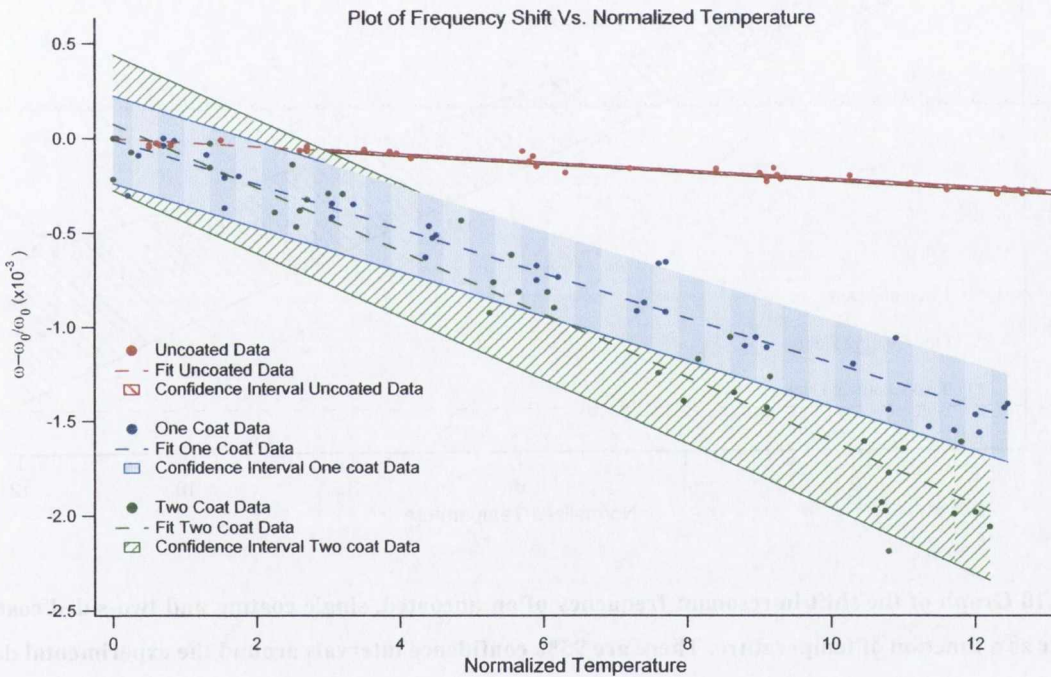 Plot of Frequency Shift Vs. Normalized Temperature
0.5
0.0
-0.5
-1.0
-1.5
-2.0
-2.5
ω−ω₀/ω₀ (x10⁻³)
Uncoated Data
Fit Uncoated Data
Confidence Interval Uncoated Data
One Coat Data
Fit One Coat Data
Confidence Interval One coat Data
Two Coat Data
Fit Two Coat Data
Confidence Interval Two coat Data
0
2
4
6
8
10
12
Normalized Temperature